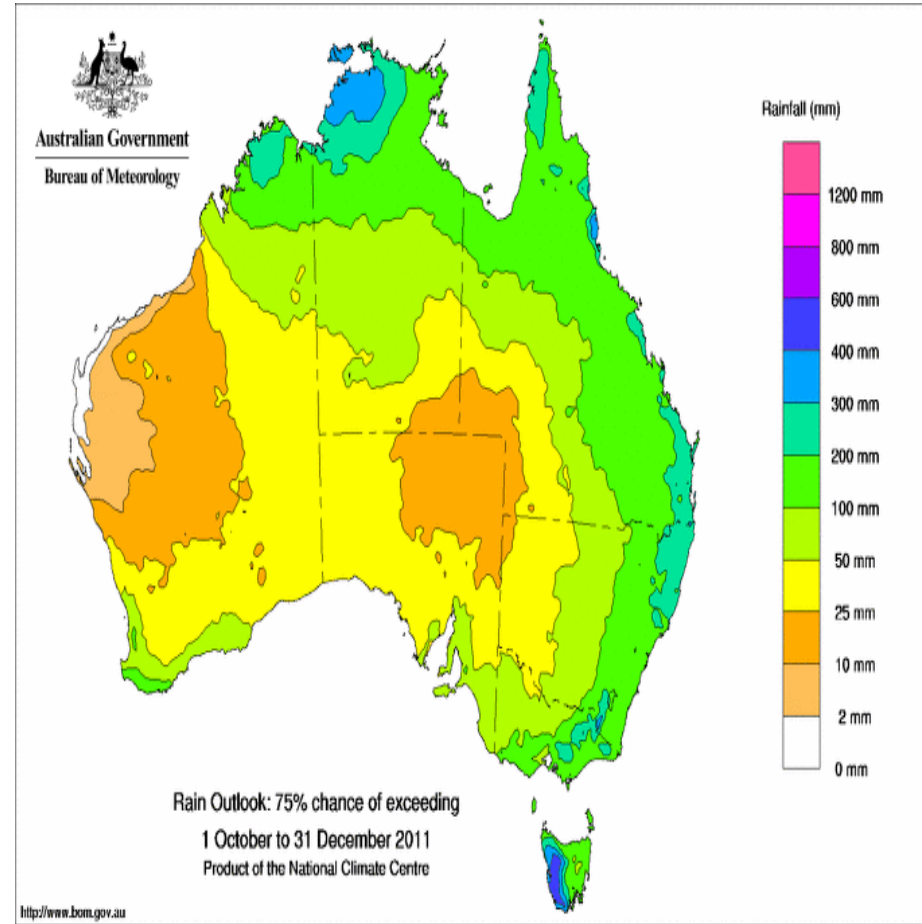 Australian Government
Bureau of Meteorology
Rainfall (mm)
1200 mm
800 mm
600 mm
400 mm
300 mm
200 mm
100 mm
50 mm
25 mm
10 mm
2 mm
0 mm
Rain Outlook: 75% chance of exceeding
1 October to 31 December 2011
Product of the National Climate Centre
http://www.bom.gov.au